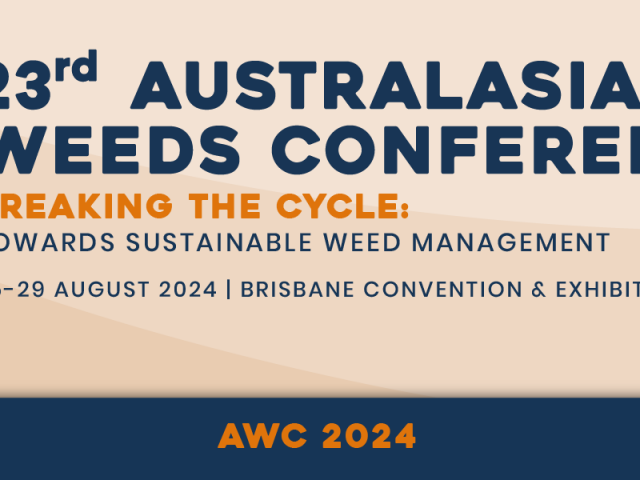 23rd AUSTRALASIA
WEEDS CONFERE
REAKING THE CYCLE:
OWARDS SUSTAINABLE WEED MANAGEMENT
-29 AUGUST 2024 | BRISBANE CONVENTION & EXHIBIT
AWC 2024